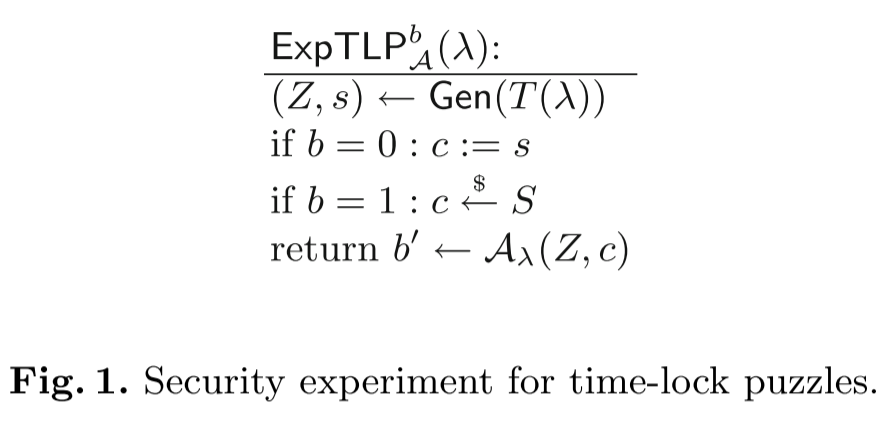 ExpTLP^b_𝒜(λ):
(Z, s) ← Gen(T(λ))
if b = 0 : c := s
if b = 1 : c ←$ S
return b′ ← 𝒜_λ(Z, c)
Fig. 1. Security experiment for time-lock puzzles.